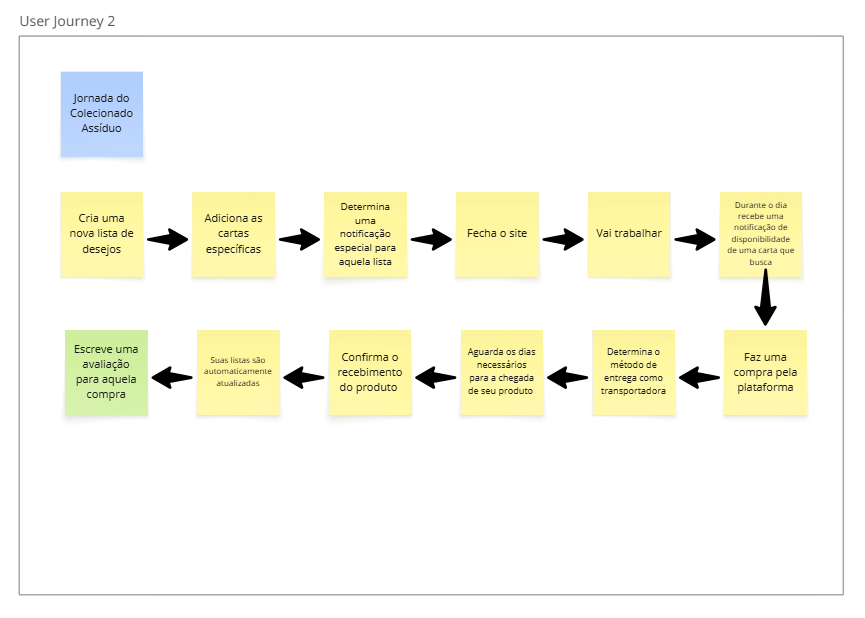 User Journey 2
Jornada do
Colecionado
Assíduo
Cria uma
nova lista de
desejos
Adiciona as
cartas
específicas
Determina
uma
notificação
especial para
aquela lista
Fecha o site
Vai trabalhar
Durante o dia
recebe uma
notificação de
disponibilidade
de uma carta que
busca
Faz uma
compra pela
plataforma
Determina o
método de
entrega como
transportadora
Aguarda os dias
necessários
para a chegada
de seu produto
Confirma o
recebimento
do produto
Suas listas são
automaticamente
atualizadas
Escreve uma
avaliação
para aquela
compra